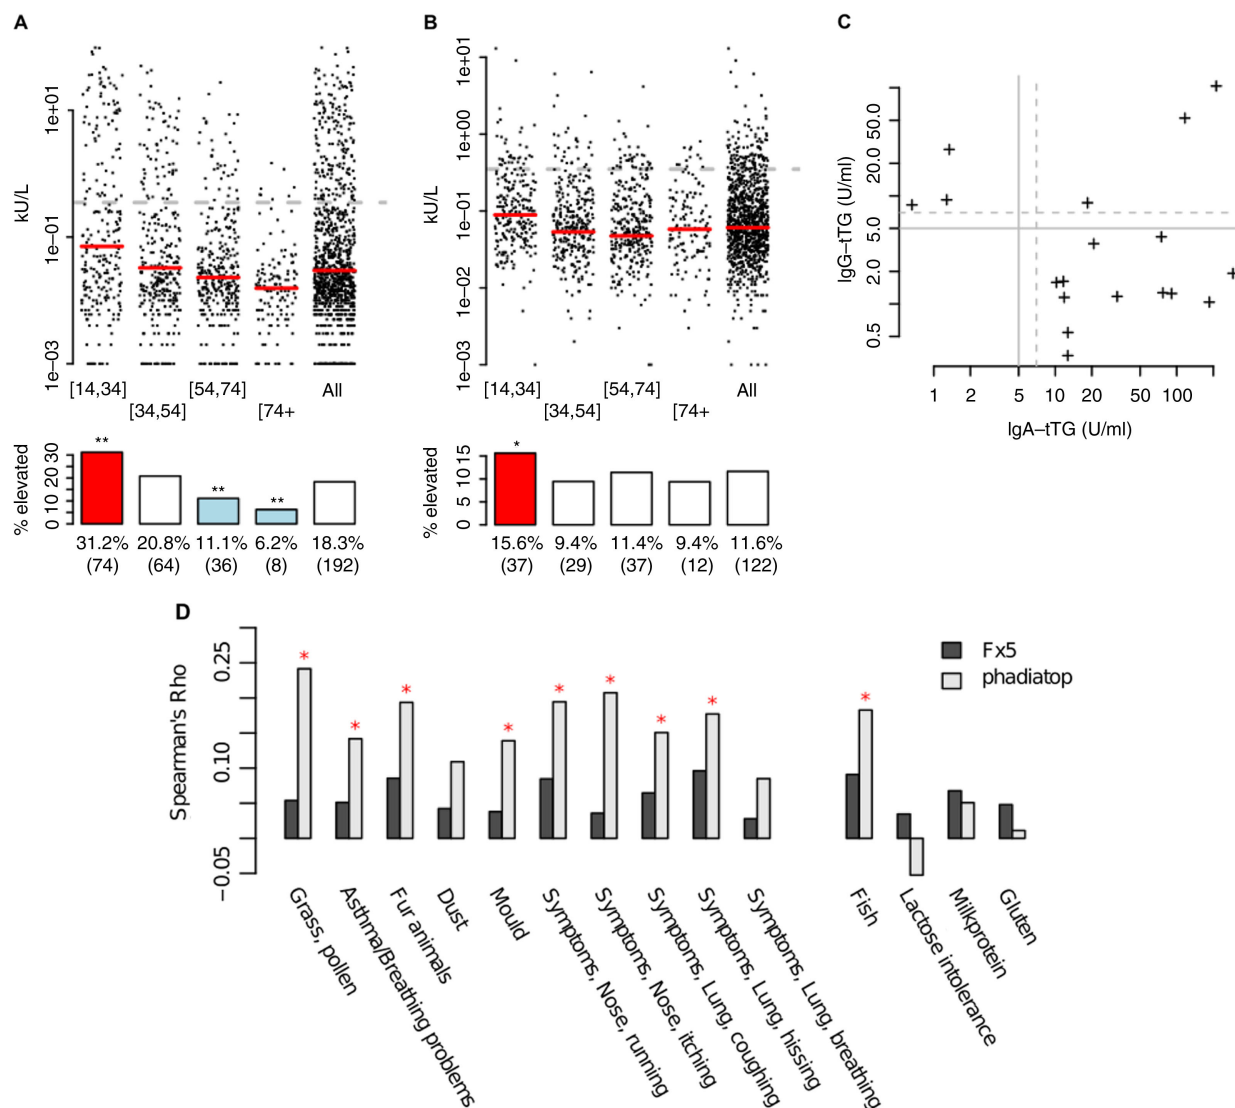 A
kU/L
1e+01
1e−01
1e−03
[14,34]
[34,54]
[54,74]
[74+
All
% elevated
0 10 20 30
**
**
**
31.2%
20.8%
11.1%
6.2%
18.3%
(74)
(64)
(36)
(8)
(192)
B
kU/L
1e+01
1e+00
1e−01
1e−02
1e−03
[14,34]
[34,54]
[54,74]
[74+
All
% elevated
0 5 10 15
*
15.6%
9.4%
11.4%
9.4%
11.6%
(37)
(29)
(37)
(12)
(122)
C
IgG−tTG (U/ml)
50.0
20.0
5.0
2.0
0.5
1 2 5 10 20 50 100
IgA−tTG (U/ml)
D
Spearman's Rho
0.25
0.10
−0.05
Fx5
phadiatop
* * * * * * * * *
Grass, pollen
Asthma/Breathing problems
Fur animals
Dust
Mould
Symptoms, Nose, running
Symptoms, Nose, itching
Symptoms, Lung, coughing
Symptoms, Lung, hissing
Symptoms, Lung, breathing
Fish
Lactose intolerance
Milkprotein
Gluten